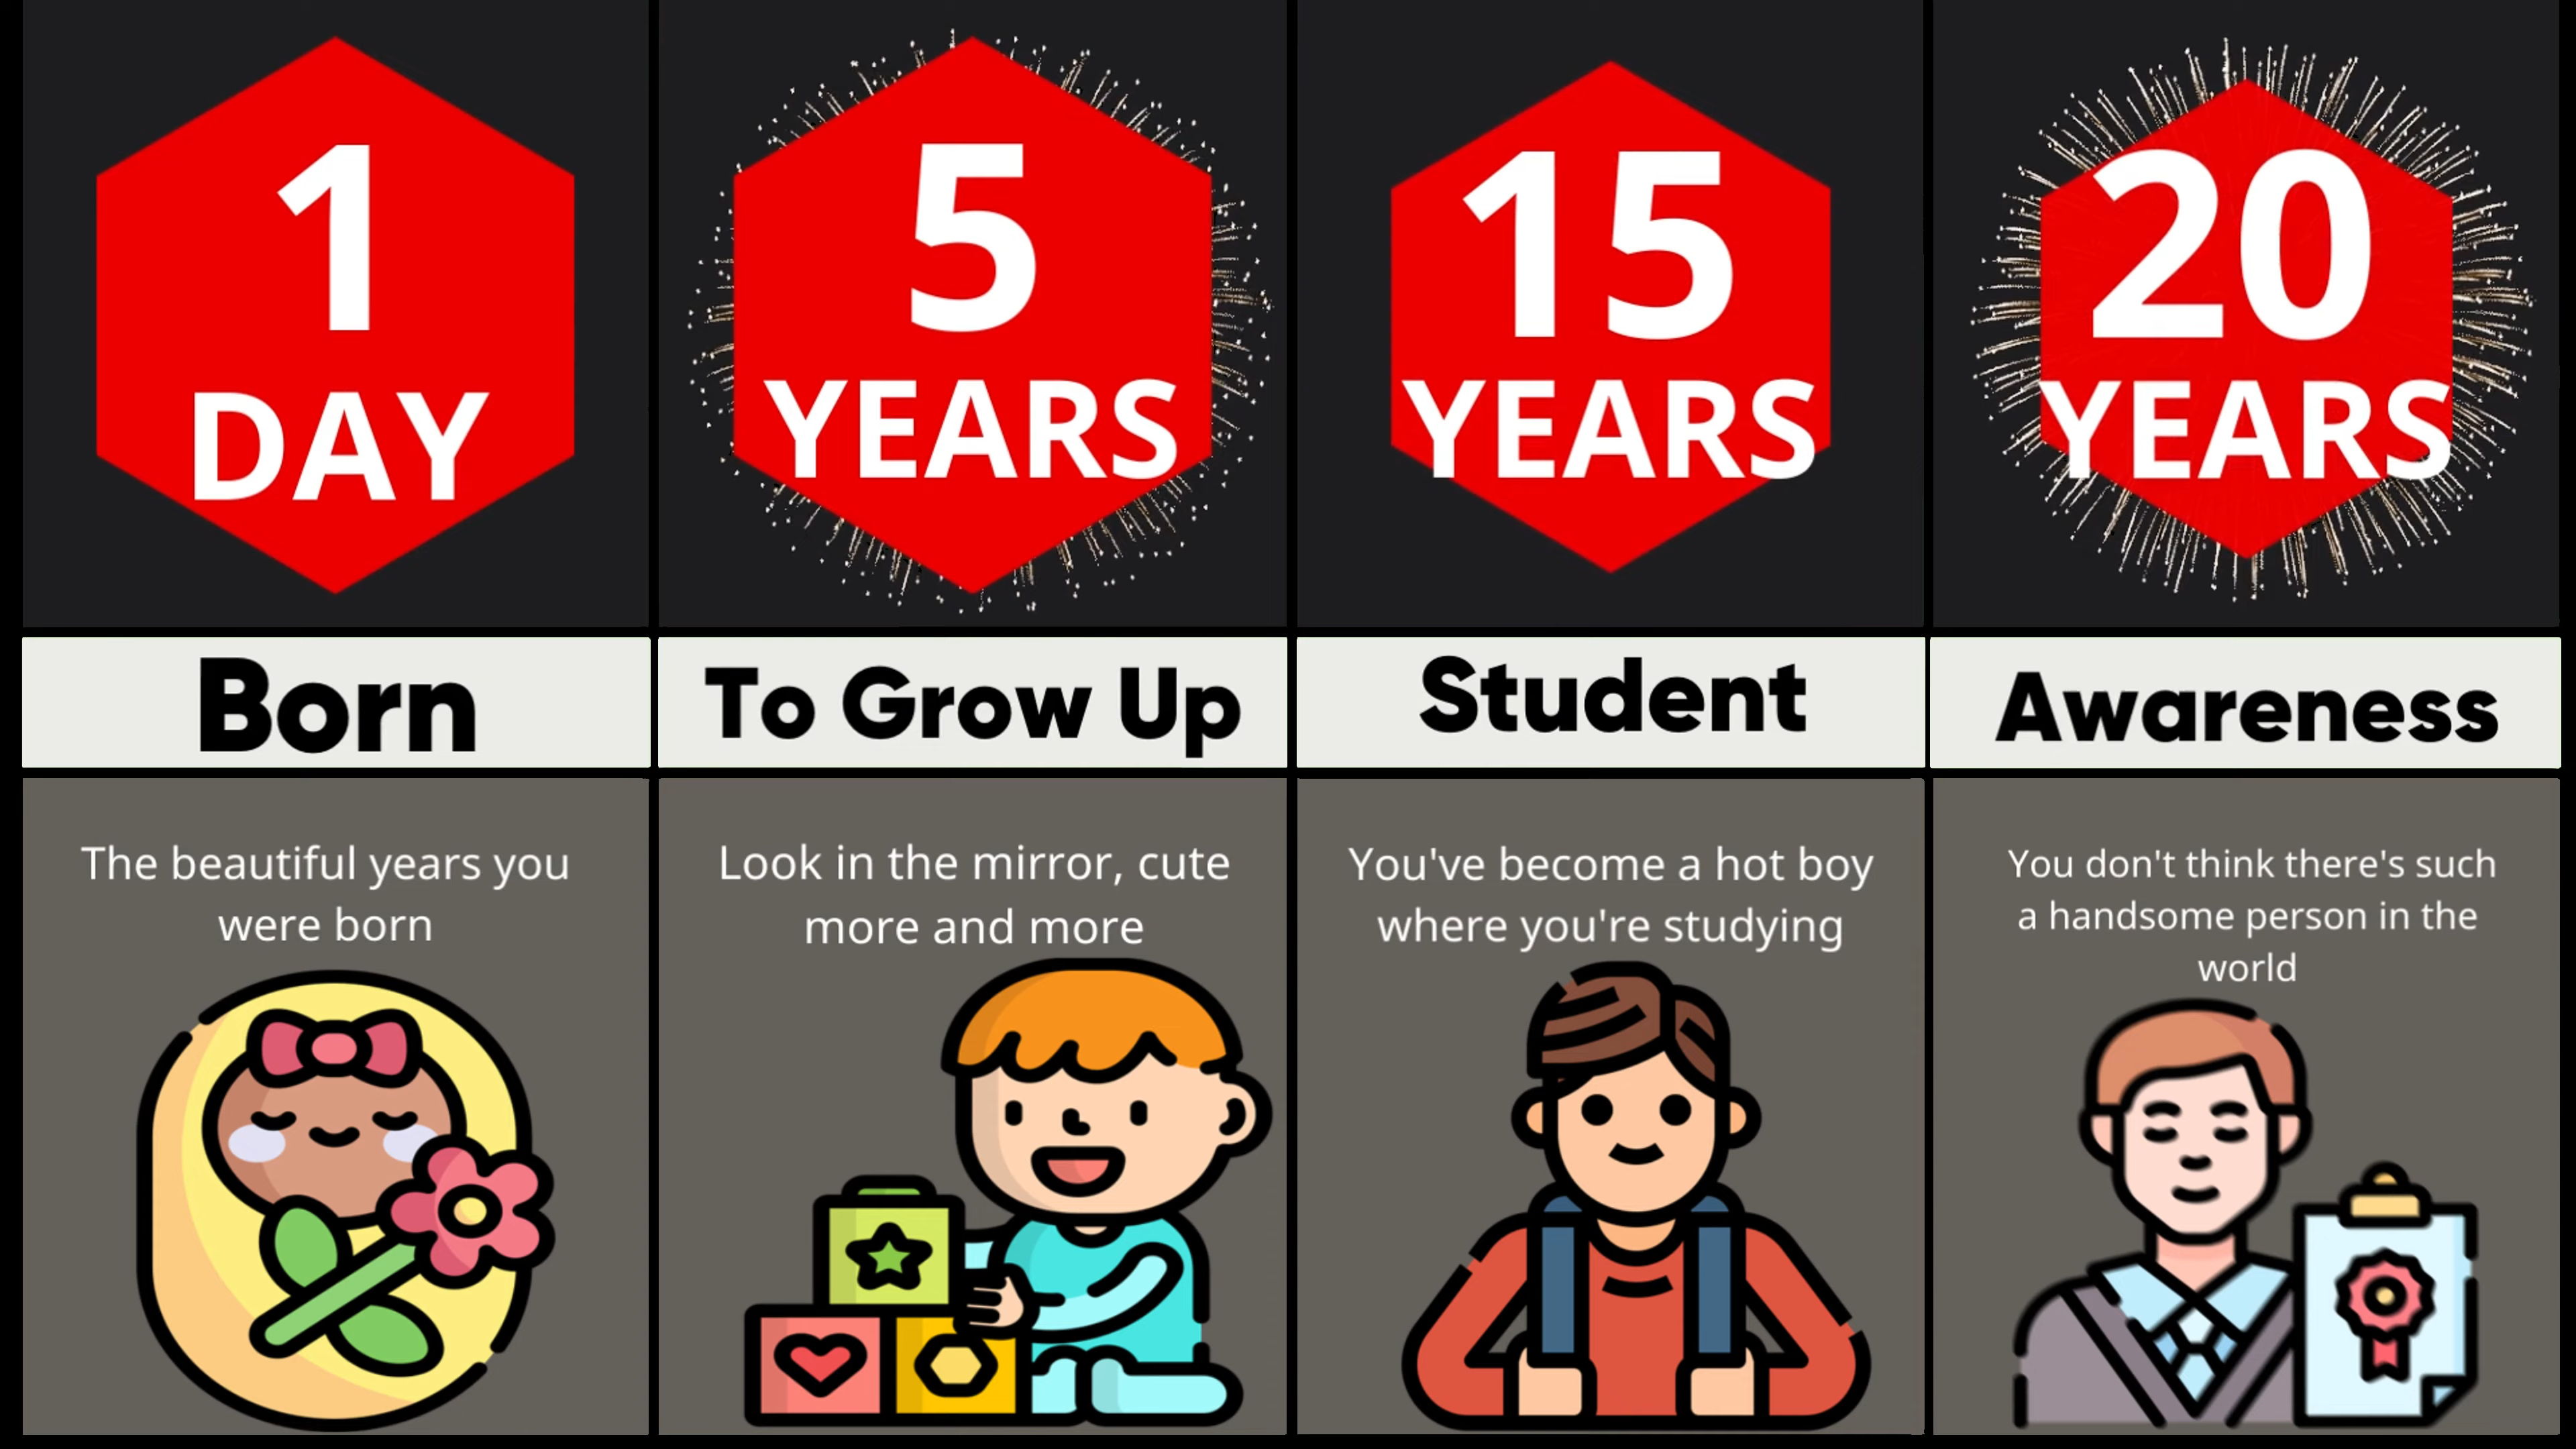 1
DAY
Born
The beautiful years you
were born
5
YEARS
To Grow Up
Look in the mirror, cute
more and more
15
YEARS
Student
You've become a hot boy
where you're studying
20
YEARS
Awareness
You don't think there's such
a handsome person in the
world